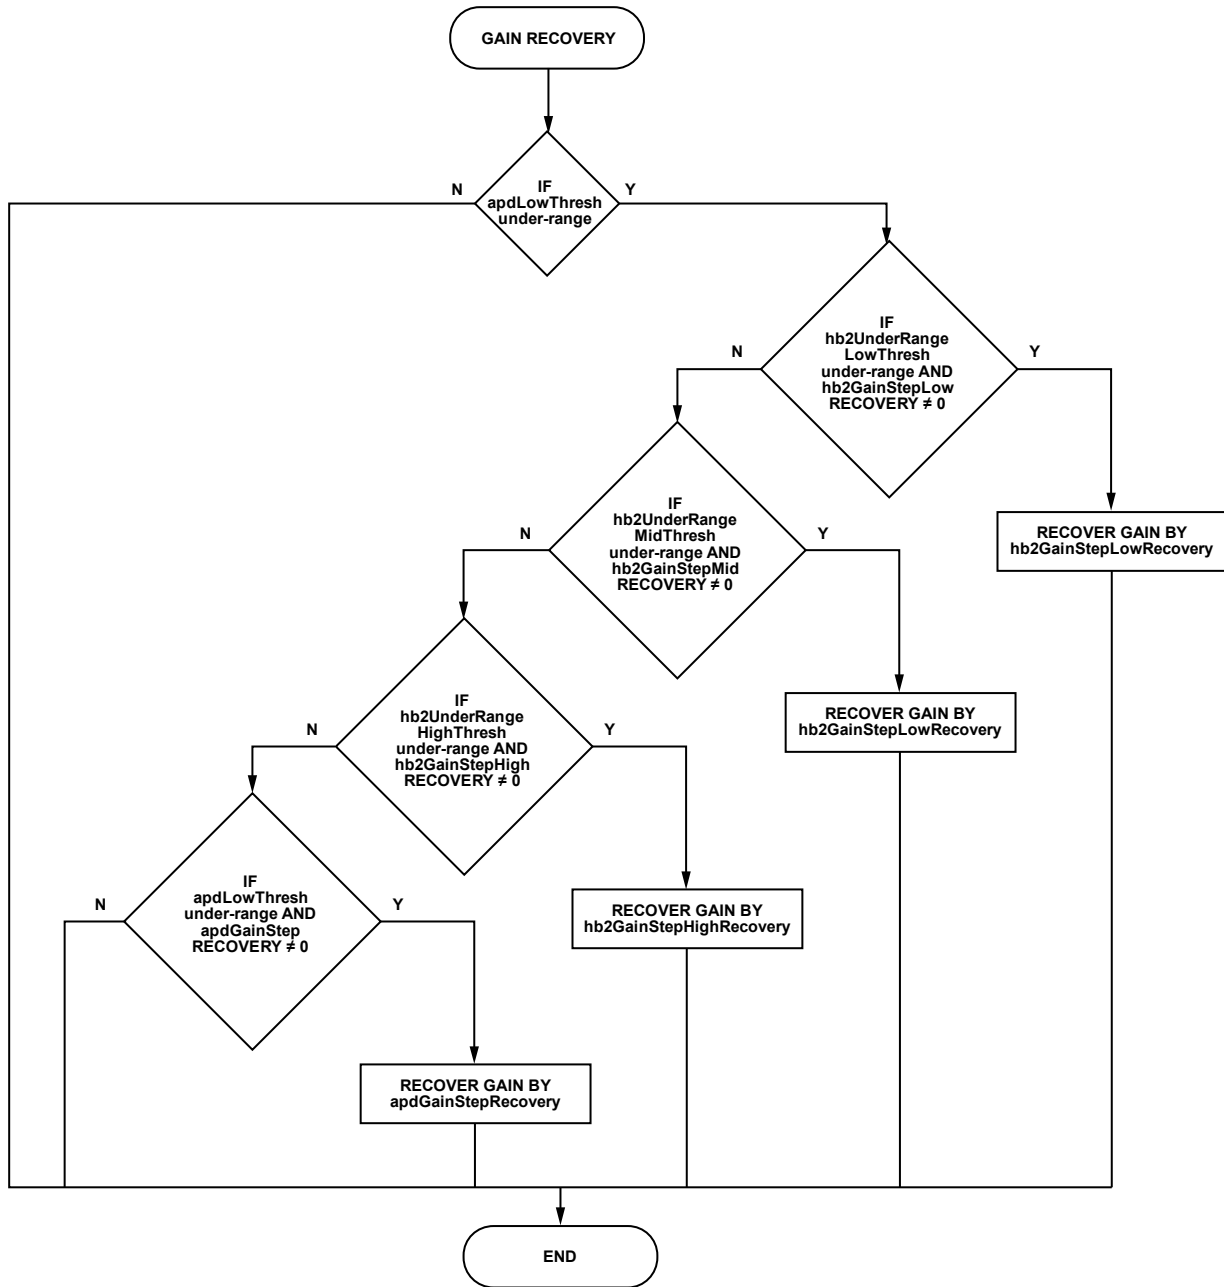 GAIN RECOVERY
N
IF
Y
apdLowThresh
under-range
IF
hb2UnderRange
N
LowThresh
Y
under-range AND
hb2GainStepLow
RECOVERY ≠ 0
IF
hb2UnderRange
N
MidThresh
Y
under-range AND
hb2GainStepMid
RECOVERY ≠ 0
RECOVER GAIN BY
hb2GainStepLowRecovery
IF
hb2UnderRange
N
HighThresh
Y
under-range AND
hb2GainStepHigh
RECOVERY ≠ 0
RECOVER GAIN BY
hb2GainStepLowRecovery
IF
N
apdLowThresh
Y
under-range AND
apdGainStep
RECOVERY ≠ 0
RECOVER GAIN BY
hb2GainStepHighRecovery
RECOVER GAIN BY
apdGainStepRecovery
END